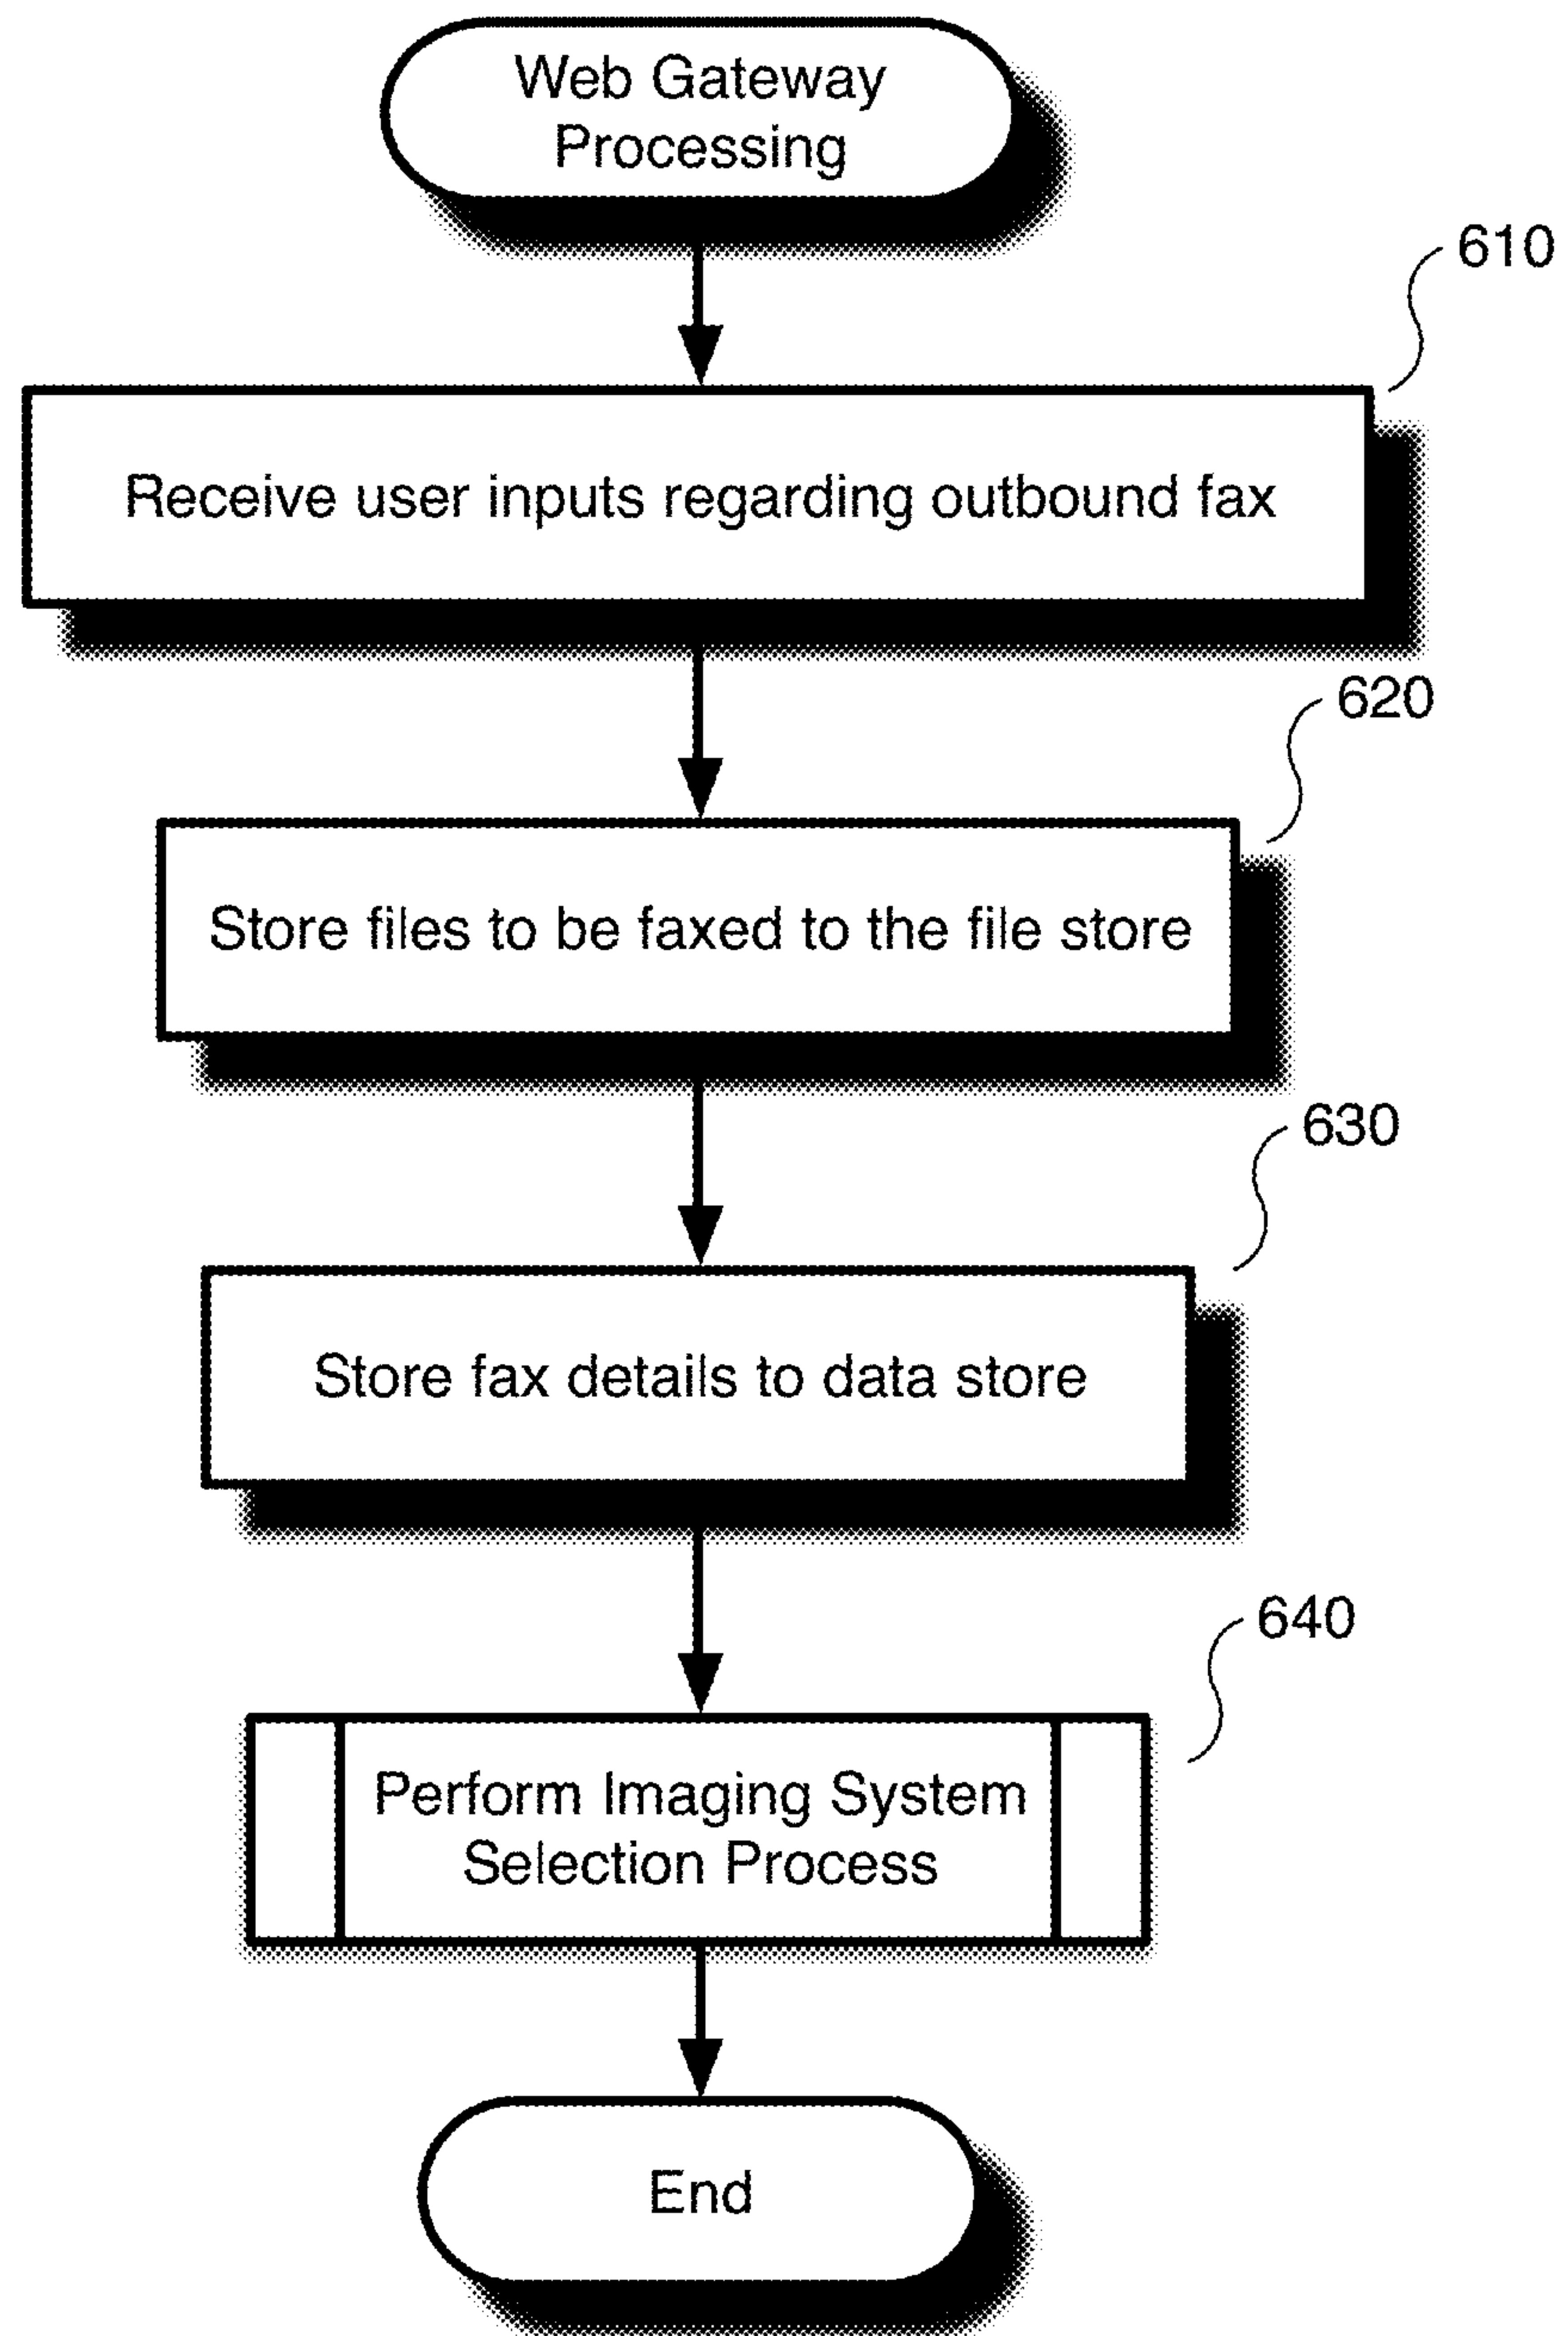 Web Gateway
Processing
610
Receive user inputs regarding outbound fax
620
Store files to be faxed to the file store
630
Store fax details to data store
640
Perform Imaging System
Selection Process
End